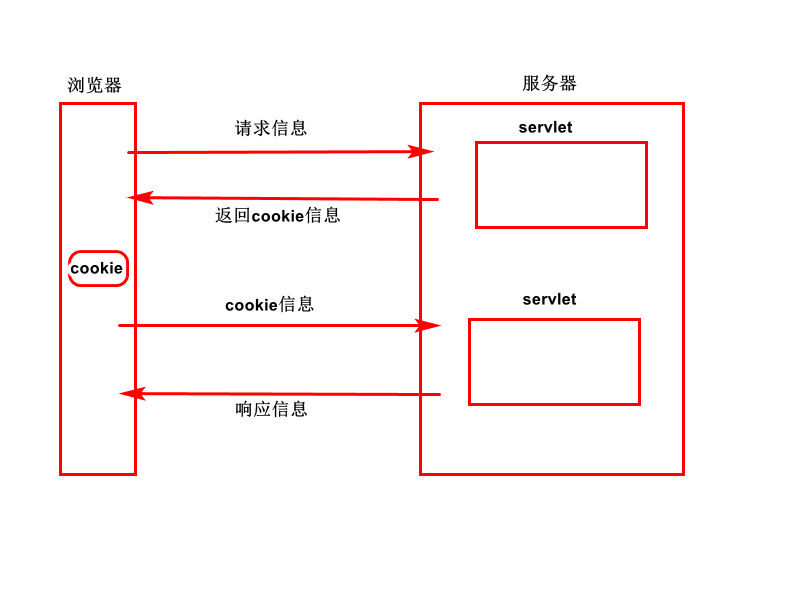 浏览器
服务器
请求信息
servlet
返回cookie信息
cookie
cookie信息
servlet
响应信息